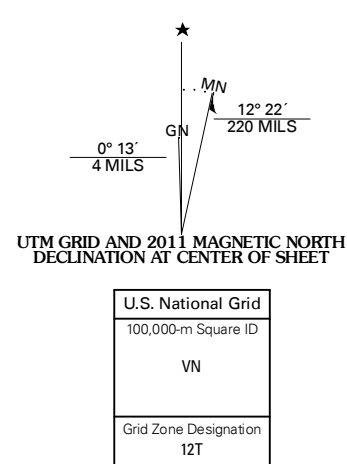 MN
12° 22´
220 MILS
GN
0° 13´
4 MILS
UTM GRID AND 2011 MAGNETIC NORTH
DECLINATION AT CENTER OF SHEET
U.S. National Grid
100,000-m Square ID
VN
Grid Zone Designation
12T